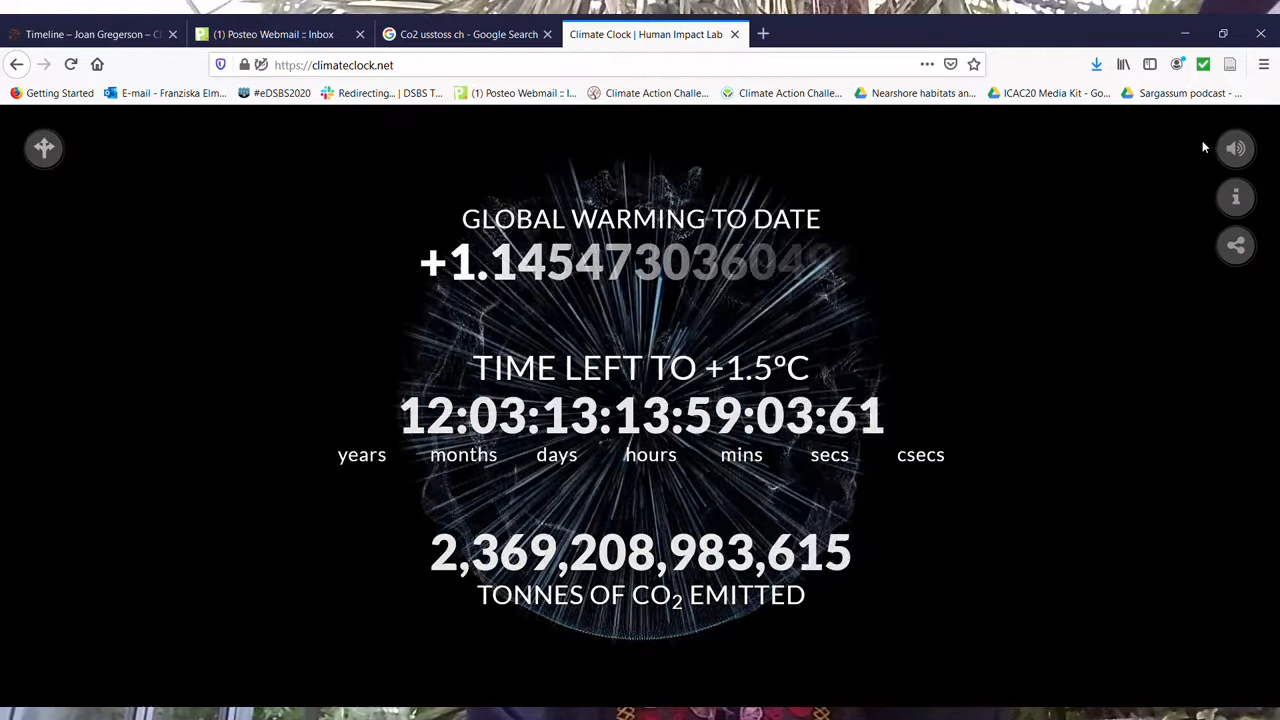 Timeline – Joan Gregerson – C
(1) Posteo Webmail :: Inbox
Co2 usstoss ch - Google Search
Climate Clock | Human Impact Lab
https://climateclock.net
Getting Started
E-mail - Franziska Elm...
#eDSBS2020
Redirecting... | DSBS T...
(1) Posteo Webmail :: I...
Climate Action Challe...
Climate Action Challe...
Nearshore habitats an...
ICAC20 Media Kit - Go...
Sargassum podcast - ...
GLOBAL WARMING TO DATE
+1.14547303604
TIME LEFT TO +1.5ºC
12:03:13:13:59:03:61
years months days hours mins secs csecs
2,369,208,983,615
TONNES OF CO₂ EMITTED